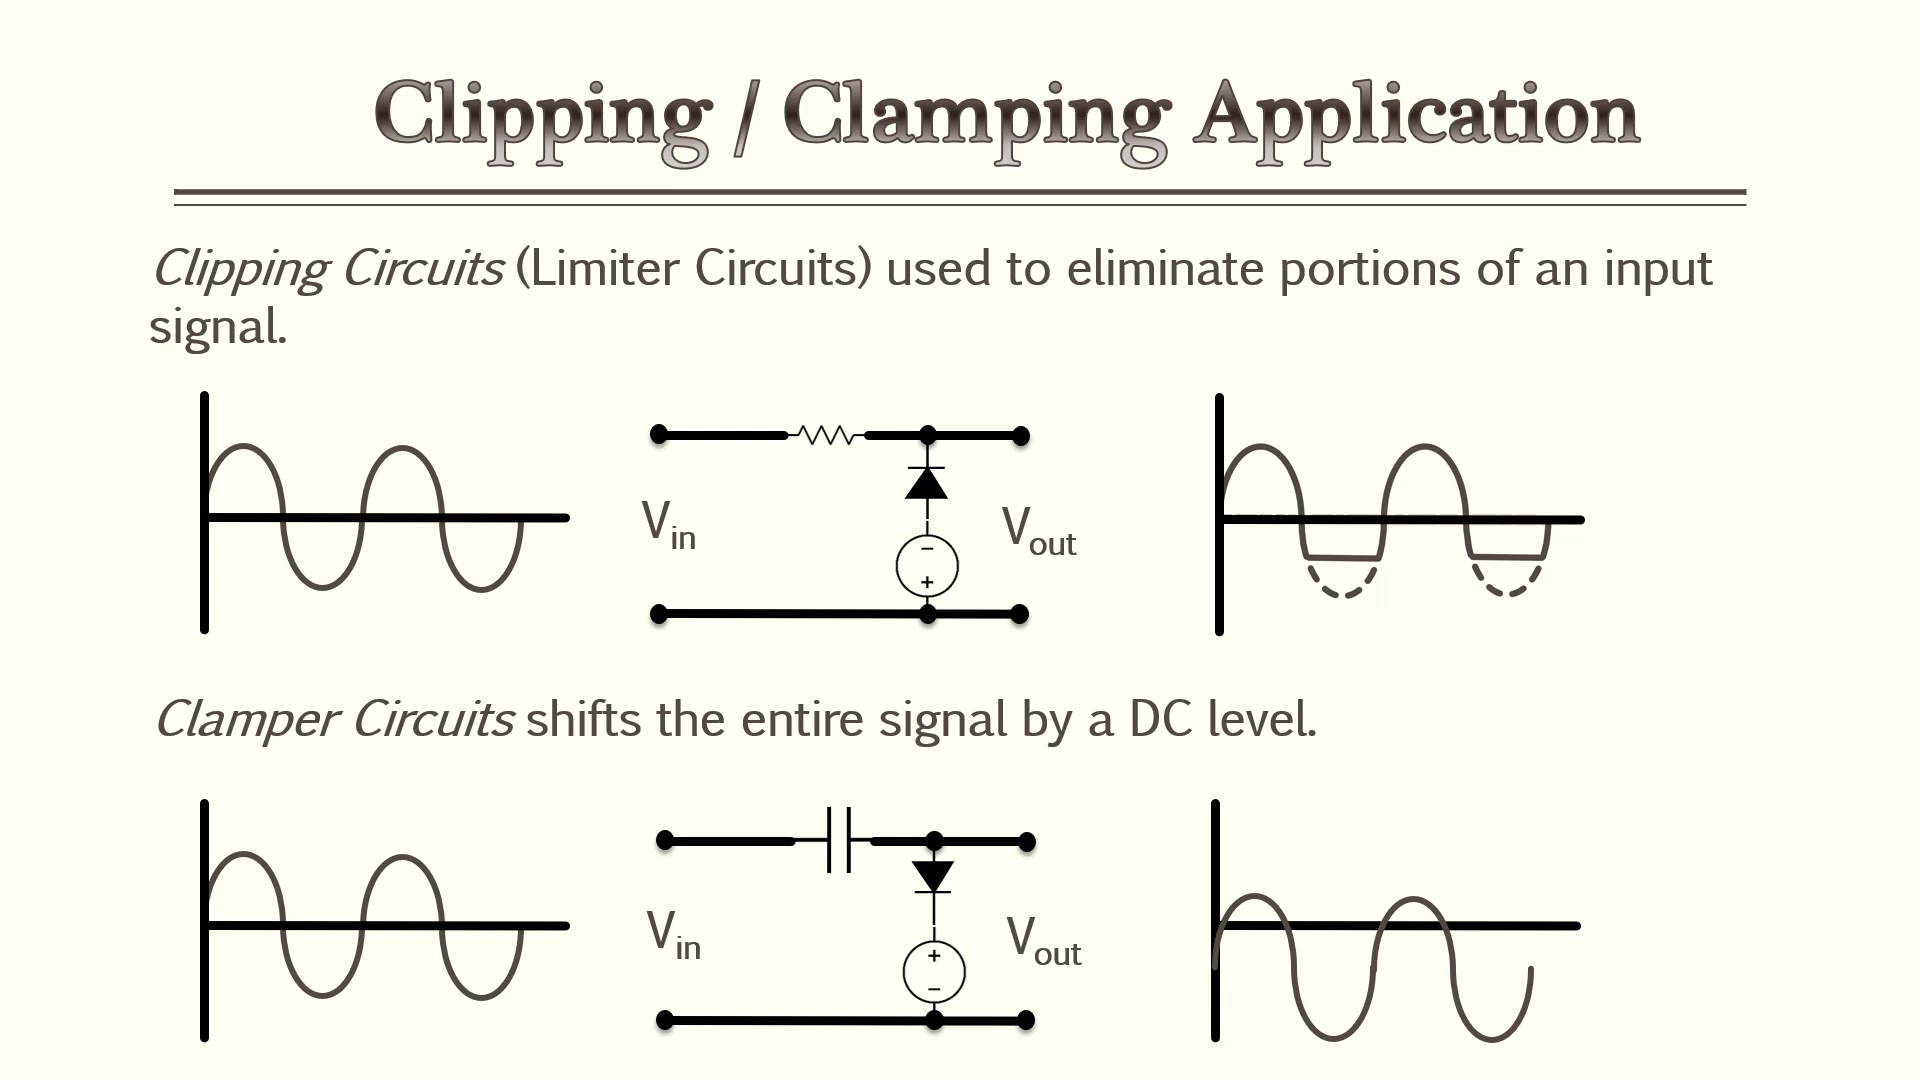 Clipping / Clamping Application
Clipping Circuits (Limiter Circuits) used to eliminate portions of an input
signal.
Vin
Vout
−
+
Clamper Circuits shifts the entire signal by a DC level.
Vin
Vout
+
−